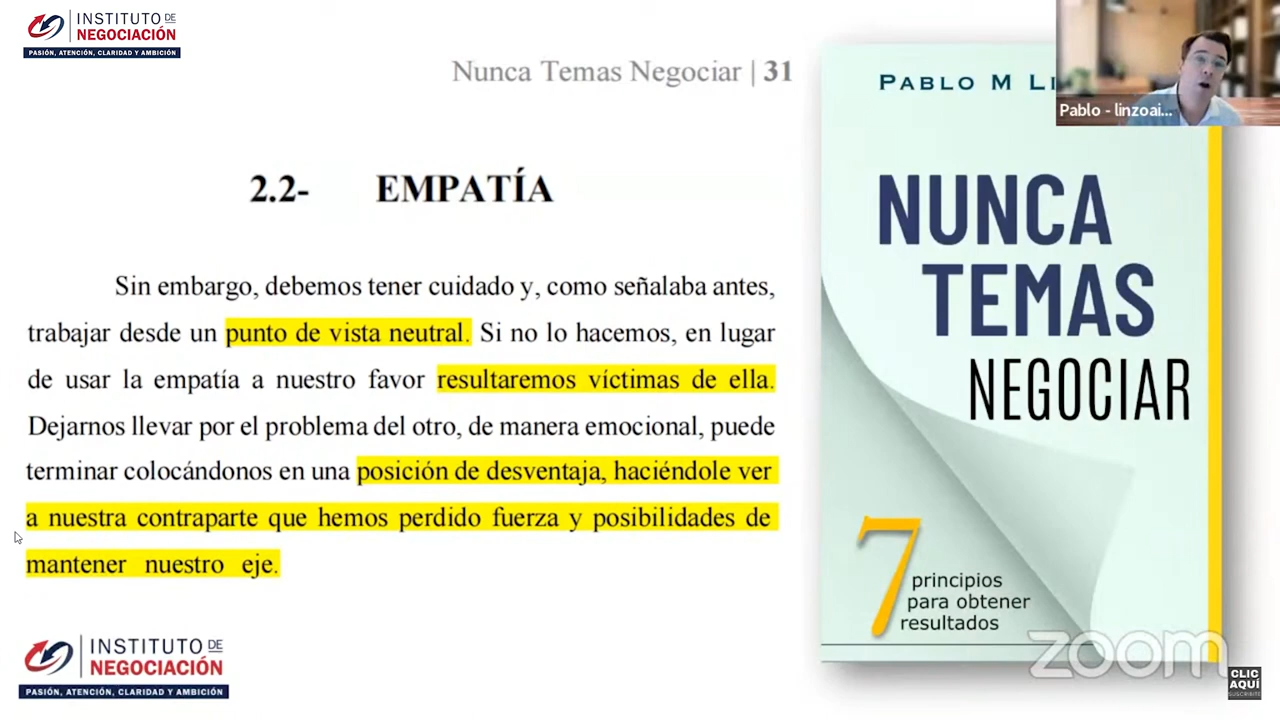 INSTITUTO DE
NEGOCIACIÓN
PASIÓN, ATENCIÓN, CLARIDAD Y AMBICIÓN
Nunca Temas Negociar | 31
2.2- EMPATÍA
Sin embargo, debemos tener cuidado y, como señalaba antes,
trabajar desde un punto de vista neutral. Si no lo hacemos, en lugar
de usar la empatía a nuestro favor resultaremos víctimas de ella.
Dejarnos llevar por el problema del otro, de manera emocional, puede
terminar colocándonos en una posición de desventaja, haciéndole ver
a nuestra contraparte que hemos perdido fuerza y posibilidades de
mantener nuestro eje.
INSTITUTO DE
NEGOCIACIÓN
PASIÓN, ATENCIÓN, CLARIDAD Y AMBICIÓN
PABLO M
Pablo - linzoai...
NUNCA
TEMAS
NEGOCIAR
7 principios
para obtener
resultados
zoom
CLIC
AQUÍ
SUSCRIBITE